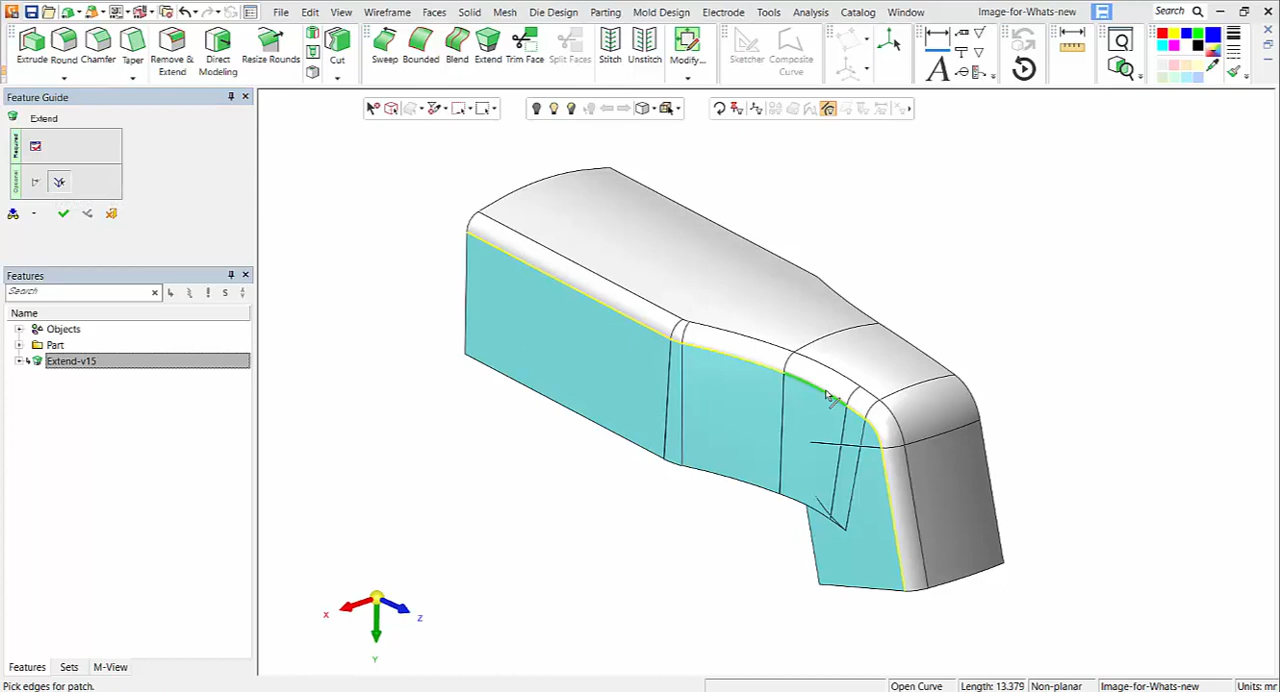 File Edit View Wireframe Faces Solid Mesh Die Design Parting Mold Design Electrode Tools Analysis Catalog Window Image-for-Whats-new Search
Extrude Round Chamfer Taper Remove & Extend Direct Modeling Resize Rounds Cut Sweep Bounded Blend Extend Trim Face Split Faces Stitch Unstitch Modify... Sketcher Composite Curve
Feature Guide
Extend
Required
Optional
Features
Search
S
Name
Objects
Part
Extend-v15
X
Z
Y
Features Sets M-View
Pick edges for patch.
Open Curve Length: 13.379 Non-planar Image-for-Whats-new Units: mr